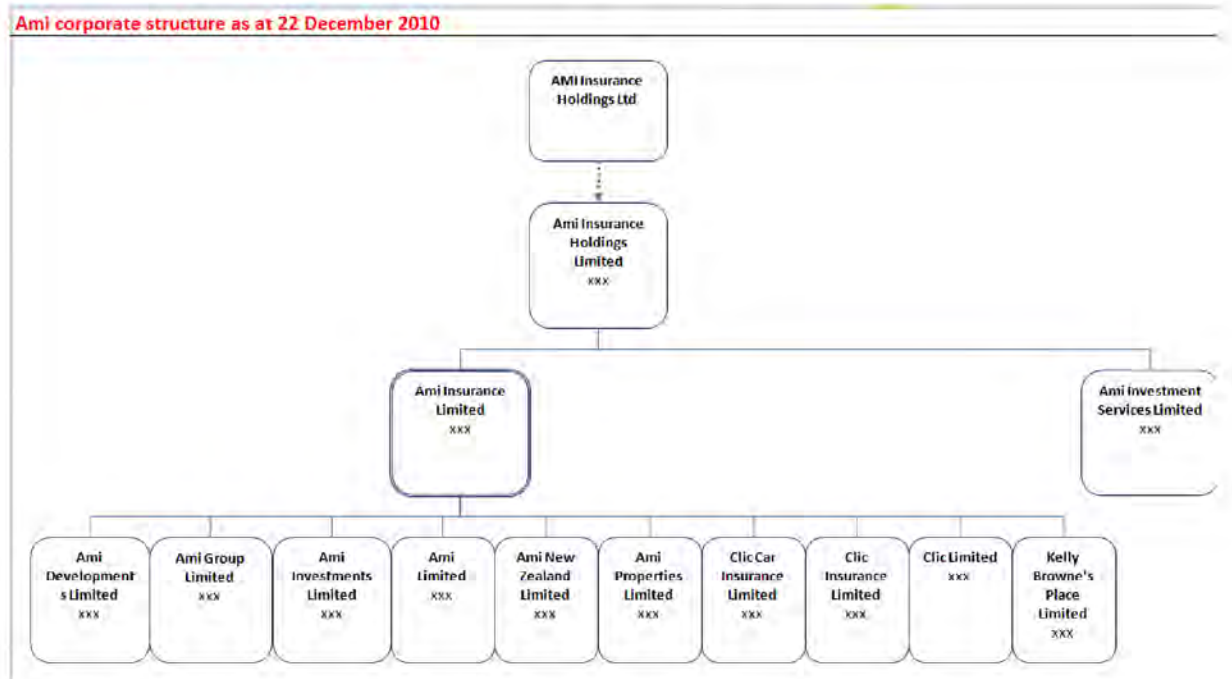 Ami corporate structure as at 22 December 2010
AMI Insurance
Holdings Ltd
Ami Insurance
Holdings
Limited
xxx
Ami Insurance
Limited
xxx
Ami Investment
Services Limited
xxx
Ami
Development
s Limited
xxx
Ami Group
Limited
xxx
Ami
Investments
Limited
xxx
Ami
Limited
xxx
Ami New
Zealand
Limited
xxx
Ami
Properties
Limited
xxx
Clic Car
Insurance
Limited
xxx
Clic
Insurance
Limited
xxx
Clic Limited
xxx
Kelly
Browne's
Place
Limited
xxx